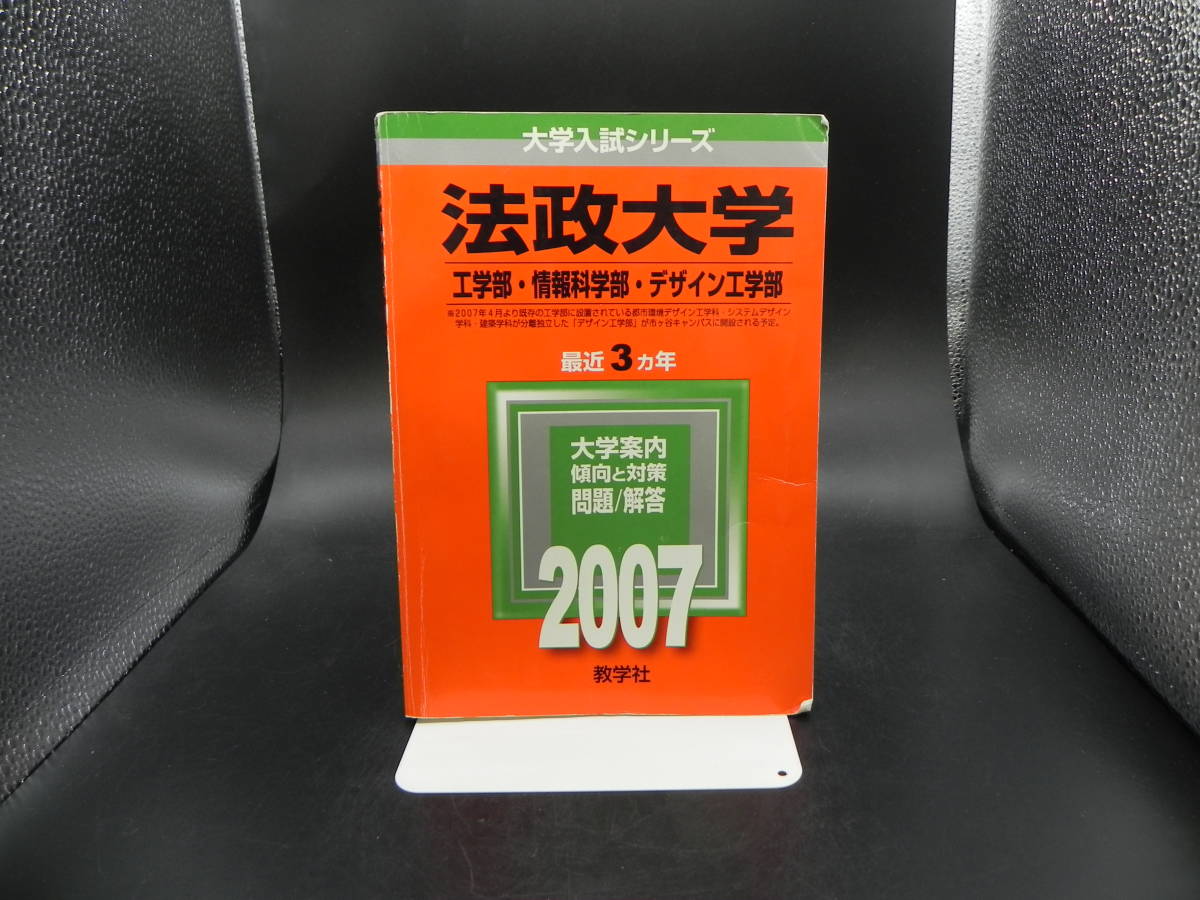 大学入試シリーズ
法政大学
工学部・情報科学部・デザイン工学部
※2007年4月より既存の工学部に設置されている都市環境デザイン工学科・システムデザイン
学科・建築学科が分離独立した「デザイン工学部」が市ヶ谷キャンパスに開設される予定。
最近3ヵ年
大学案内
傾向と対策
問題/解答
2007
教学社